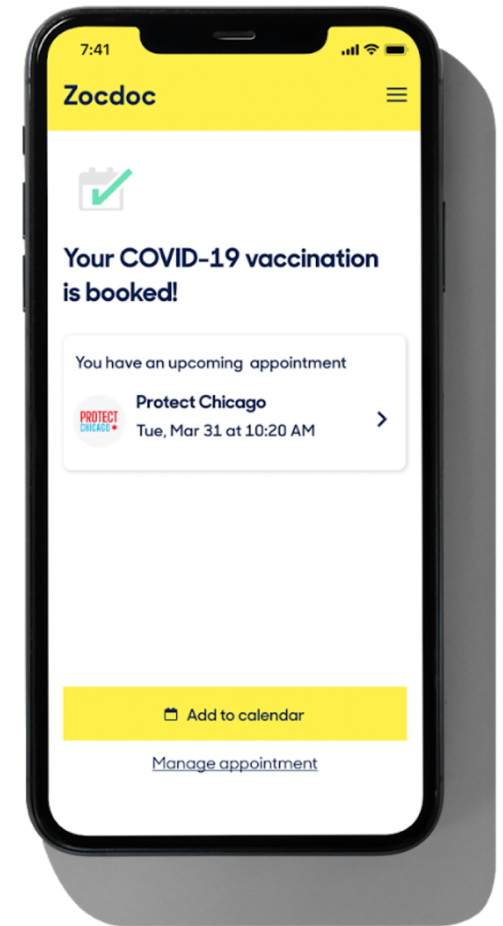 7:41
Zocdoc
Your COVID-19 vaccination
is booked!
You have an upcoming appointment
PROTECT
CHICAGO
Protect Chicago
Tue, Mar 31 at 10:20 AM
Add to calendar
Manage appointment